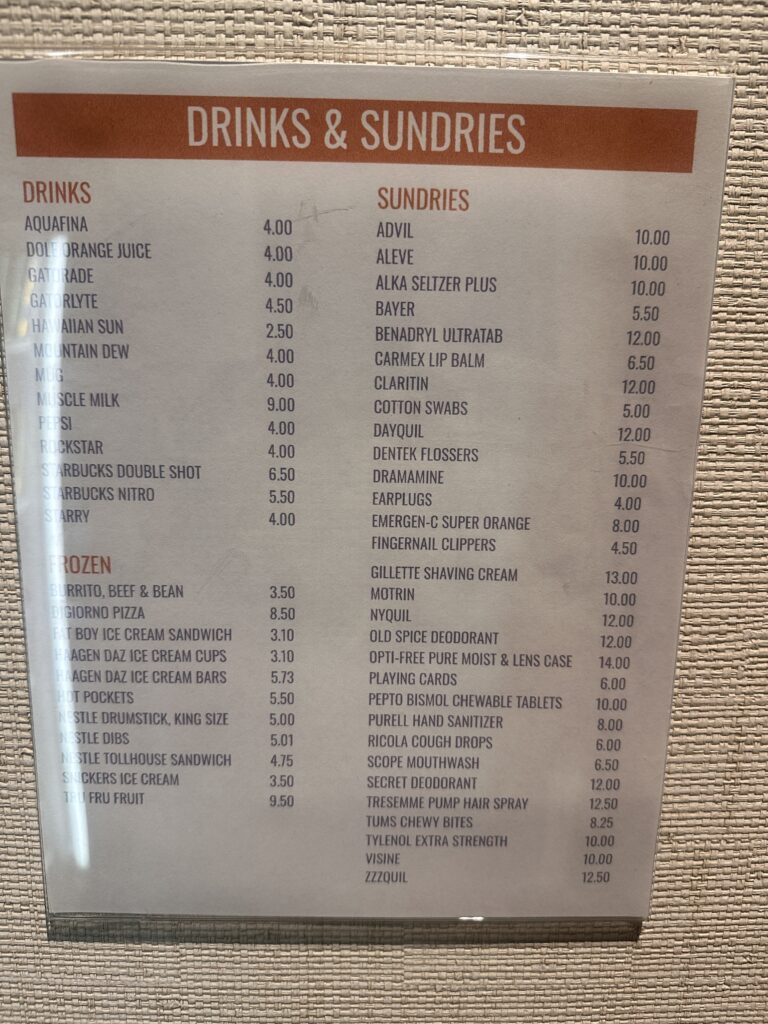 DRINKS & SUNDRIES
DRINKS
AQUAFINA 4.00
DOLE ORANGE JUICE 4.00
GATORADE 4.00
GATORLYTE 4.50
HAWAIIAN SUN 2.50
MOUNTAIN DEW 4.00
MUG 4.00
MUSCLE MILK 9.00
PEPSI 4.00
ROCKSTAR 4.00
STARBUCKS DOUBLE SHOT 6.50
STARBUCKS NITRO 5.50
STARRY 4.00
FROZEN
BURRITO, BEEF & BEAN 3.50
DIGIORNO PIZZA 8.50
FAT BOY ICE CREAM SANDWICH 3.10
HAAGEN DAZ ICE CREAM CUPS 3.10
HAAGEN DAZ ICE CREAM BARS 5.73
HOT POCKETS 5.50
NESTLE DRUMSTICK, KING SIZE 5.00
NESTLE DIBS 5.01
NESTLE TOLLHOUSE SANDWICH 4.75
SNICKERS ICE CREAM 3.50
TRU FRU FRUIT 9.50
SUNDRIES
ADVIL 10.00
ALEVE 10.00
ALKA SELTZER PLUS 10.00
BAYER 5.50
BENADRYL ULTRATAB 12.00
CARMEX LIP BALM 6.50
CLARITIN 12.00
COTTON SWABS 5.00
DAYQUIL 12.00
DENTEK FLOSSERS 5.50
DRAMAMINE 10.00
EARPLUGS 4.00
EMERGEN-C SUPER ORANGE 8.00
FINGERNAIL CLIPPERS 4.50
GILLETTE SHAVING CREAM 13.00
MOTRIN 10.00
NYQUIL 12.00
OLD SPICE DEODORANT 12.00
OPTI-FREE PURE MOIST & LENS CASE 14.00
PLAYING CARDS 6.00
PEPTO BISMOL CHEWABLE TABLETS 10.00
PURELL HAND SANITIZER 8.00
RICOLA COUGH DROPS 6.00
SCOPE MOUTHWASH 6.50
SECRET DEODORANT 12.00
TRESEMME PUMP HAIR SPRAY 12.50
TUMS CHEWY BITES 8.25
TYLENOL EXTRA STRENGTH 10.00
VISINE 10.00
ZZZQUIL 12.50